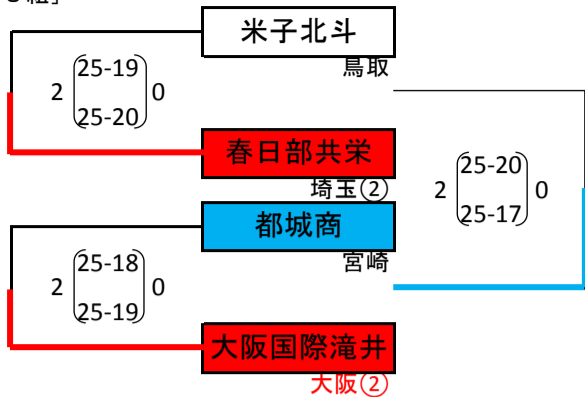 米子北斗
鳥取
2 25-19 0
25-20
春日部共栄
埼玉②
2 25-20 0
25-17
都城商
宮崎
2 25-18 0
25-19
大阪国際滝井
大阪②